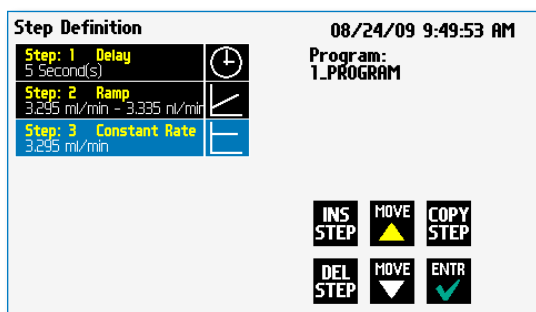 Step Definition
08/24/09 9:49:53 AM
Step: 1 Delay
5 Second(s)
Program:
1_PROGRAM
Step: 2 Ramp
3.295 ml/min - 3.335 nl/min
Step: 3 Constant Rate
3.295 ml/min
INS STEP
MOVE
COPY STEP
DEL STEP
MOVE
ENTR